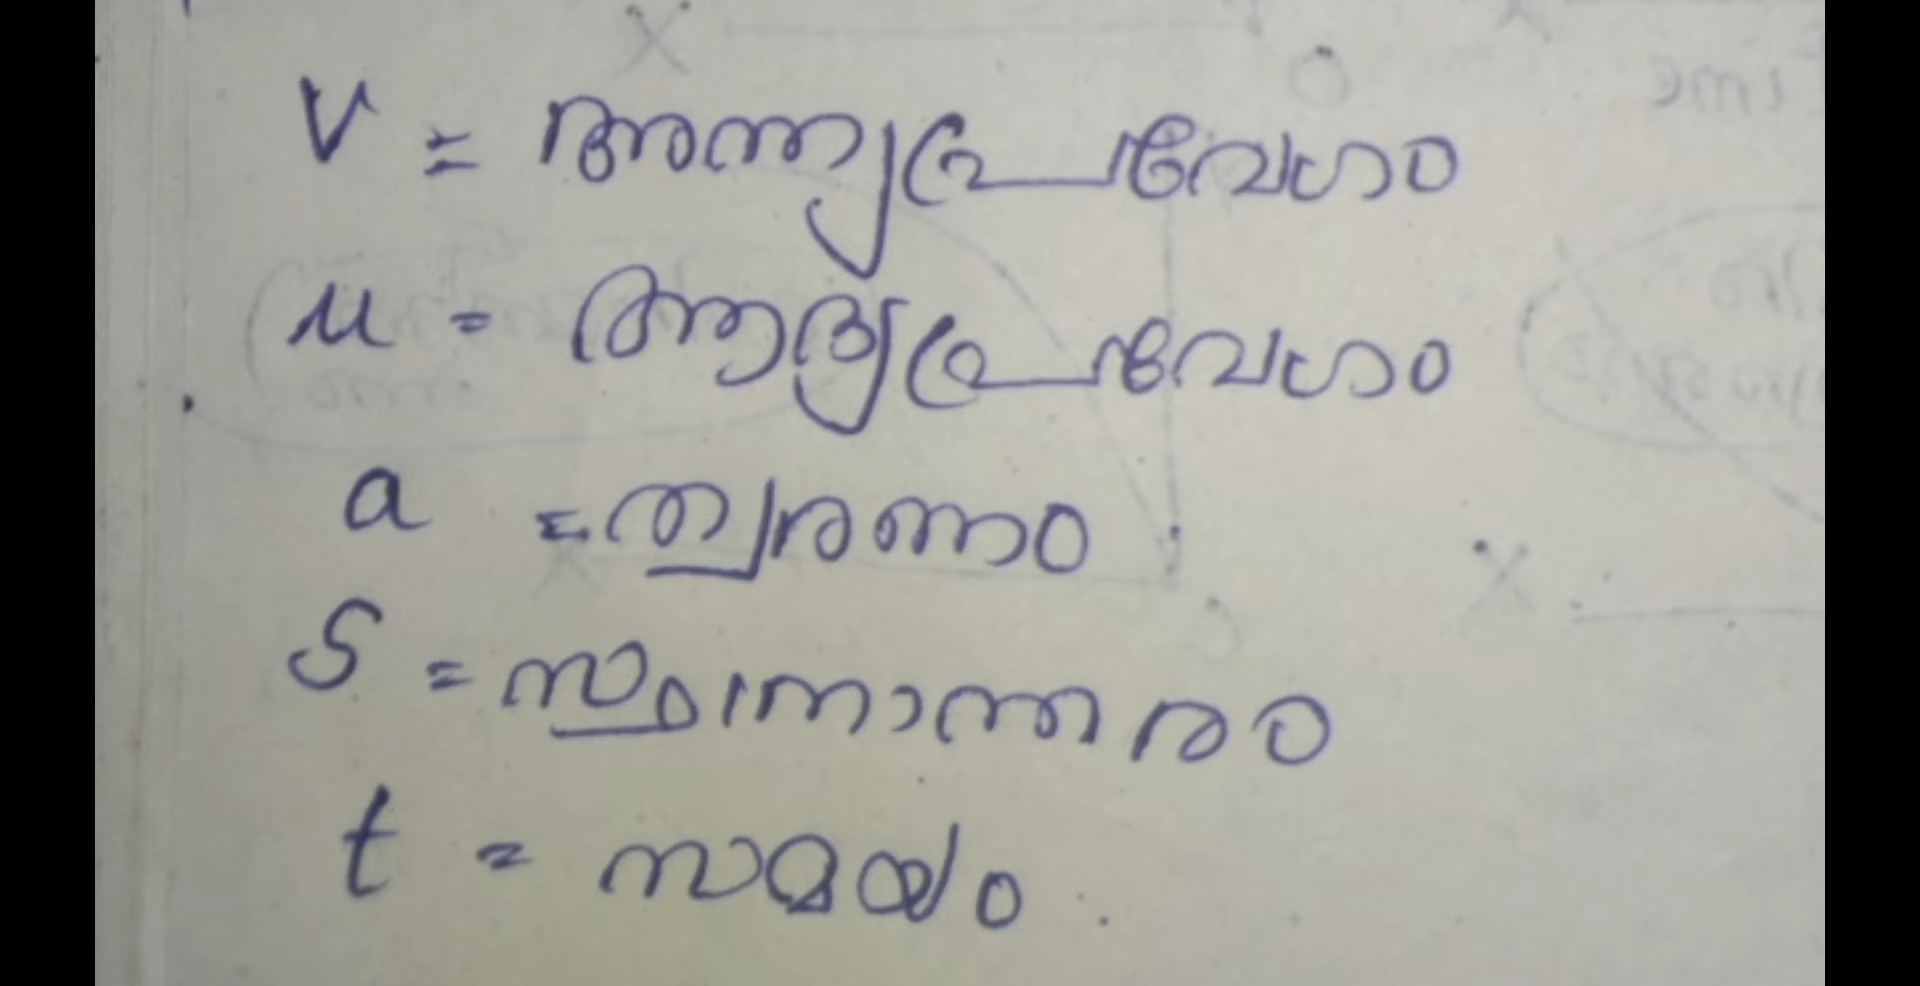 V = അന്ത്യപ്രവേഗം
u = ആദ്യപ്രവേഗം
a = ത്വരണം
S = സ്ഥാനാന്തരം
t = സമയം